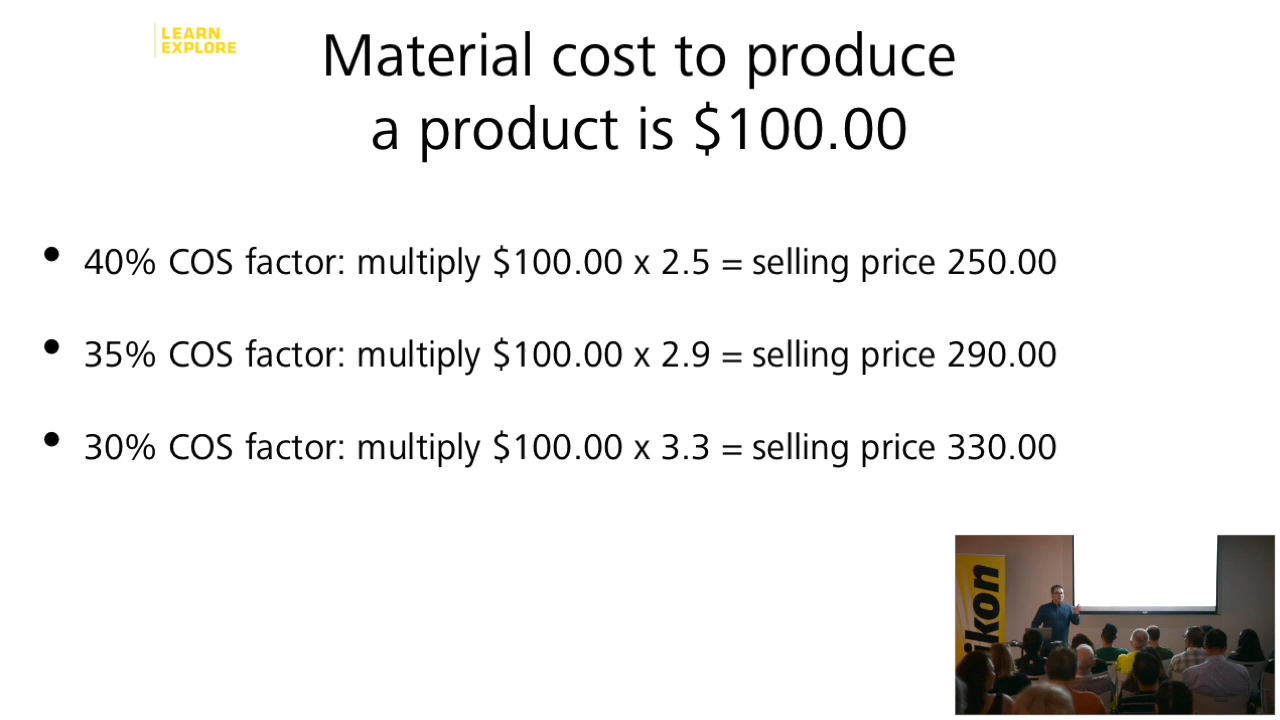 LEARN
EXPLORE
Material cost to produce
a product is $100.00
• 40% COS factor: multiply $100.00 x 2.5 = selling price 250.00
• 35% COS factor: multiply $100.00 x 2.9 = selling price 290.00
• 30% COS factor: multiply $100.00 x 3.3 = selling price 330.00
ikon